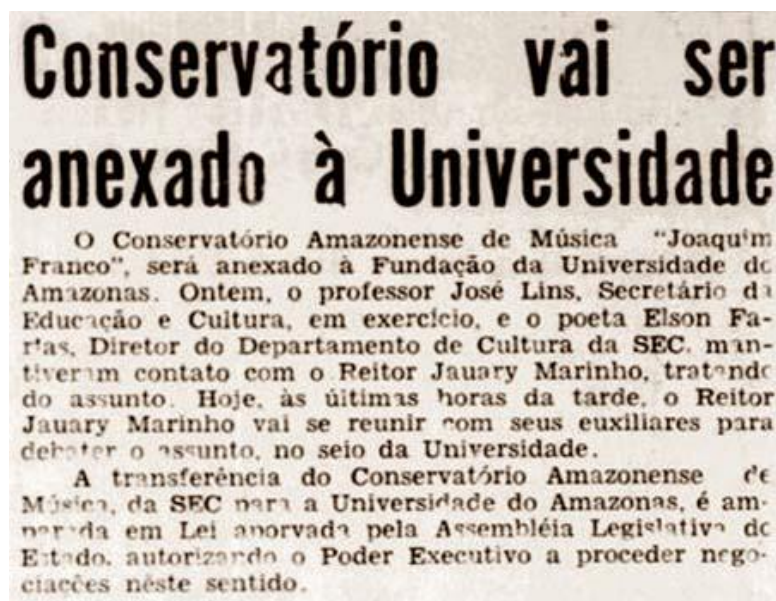 Conservatório vai ser
anexado à Universidade
O Conservatório Amazonense de Música "Joaquim
Franco", será anexado à Fundação da Universidade do
Amazonas. Ontem, o professor José Lins, Secretário da
Educação e Cultura, em exercício, e o poeta Elson Fa-
rias, Diretor do Departamento de Cultura da SEC, man-
tiveram contato com o Reitor Jauary Marinho, tratando
do assunto. Hoje, às últimas horas da tarde, o Reitor
Jauary Marinho vai se reunir com seus euxiliares para
debater o assunto, no seio da Universidade.
A transferência do Conservatório Amazonense de
Música, da SEC para a Universidade do Amazonas, é am-
parada em Lei aporvada pela Assembléia Legislativa do
Estado, autorizando o Poder Executivo a proceder nego-
ciações nêste sentido.